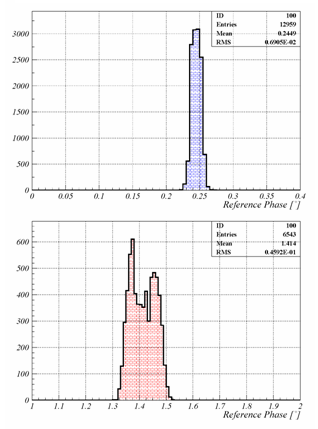 ID 100
Entries 12959
Mean 0.2449
RMS 0.6905E-02
3000
2500
2000
1500
1000
500
0
0 0.05 0.1 0.15 0.2 0.25 0.3 0.35 0.4
Reference Phase [°]
ID 100
Entries 6543
Mean 1.414
RMS 0.4592E-01
600
500
400
300
200
100
0
1 1.1 1.2 1.3 1.4 1.5 1.6 1.7 1.8 1.9 2
Reference Phase [°]